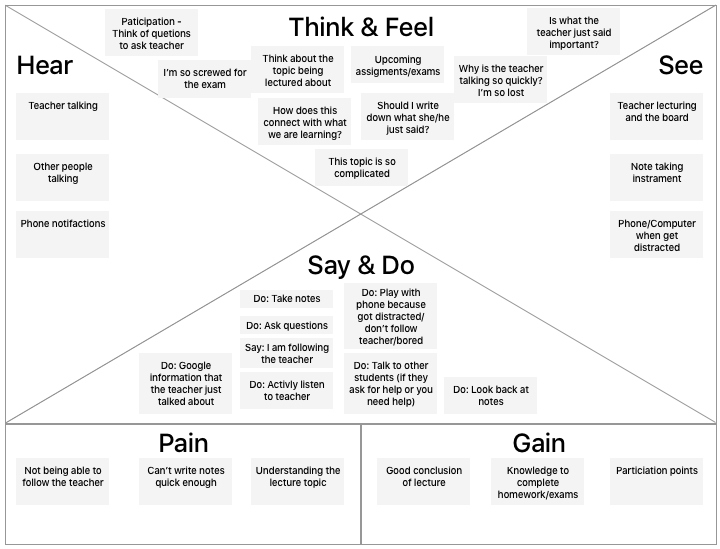 Think & Feel
Paticipation -
Think of quetions
to ask teacher
Is what the
teacher just said
important?
I'm so screwed for
the exam
Think about the
topic being
lectured about
Upcoming
assigments/exams
Why is the teacher
talking so quickly?
I'm so lost
How does this
connect with what
we are learning?
Should I write
down what she/he
just said?
This topic is so
complicated
Hear
Teacher talking
Other people
talking
Phone notifactions
See
Teacher lecturing
and the board
Note taking
instrament
Phone/Computer
when get
distracted
Say & Do
Do: Take notes
Do: Ask questions
Say: I am following
the teacher
Do: Activly listen
to teacher
Do: Google
information that
the teacher just
talked about
Do: Play with
phone because
got distracted/
don't follow
teacher/bored
Do: Talk to other
students (if they
ask for help or you
need help)
Do: Look back at
notes
Pain
Not being able to
follow the teacher
Can't write notes
quick enough
Understanding the
lecture topic
Gain
Good conclusion
of lecture
Knowledge to
complete
homework/exams
Particiation points